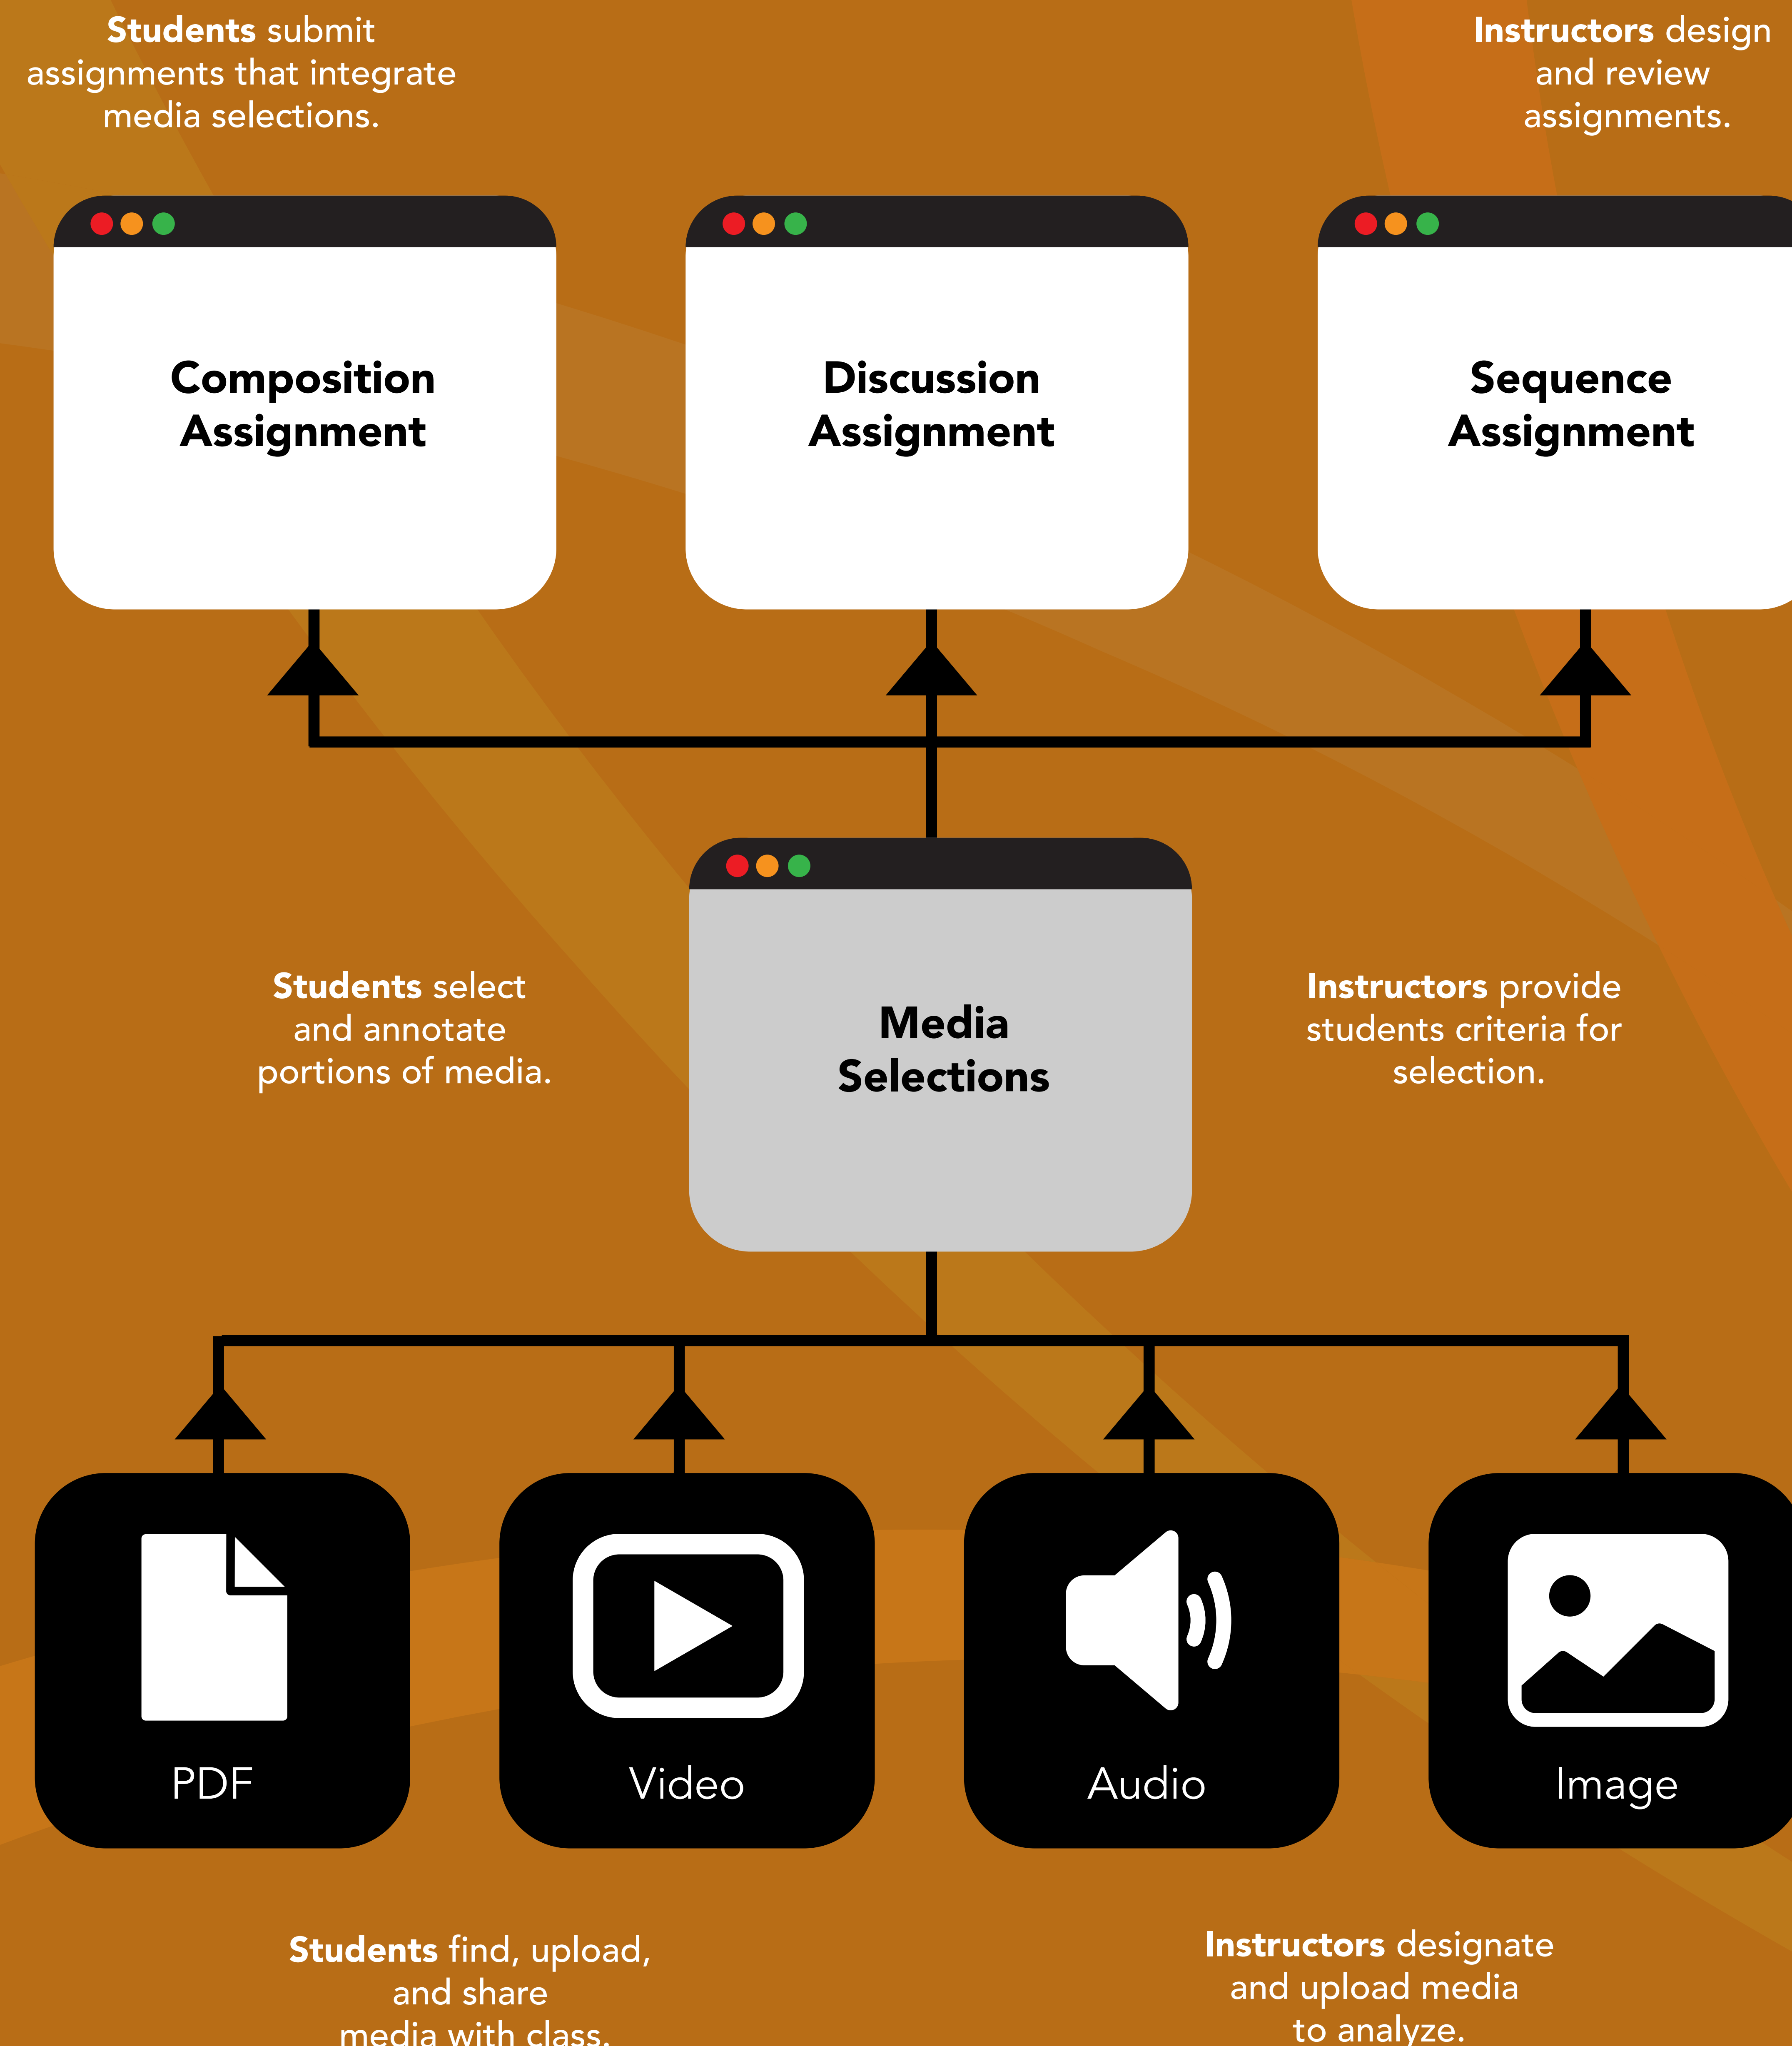 Students submit
assignments that integrate
media selections.
Instructors design
and review
assignments.
Composition
Assignment
Discussion
Assignment
Sequence
Assignment
Students select
and annotate
portions of media.
Media
Selections
Instructors provide
students criteria for
selection.
PDF
Video
Audio
Image
Students find, upload,
and share
media with class.
Instructors designate
and upload media
to analyze.